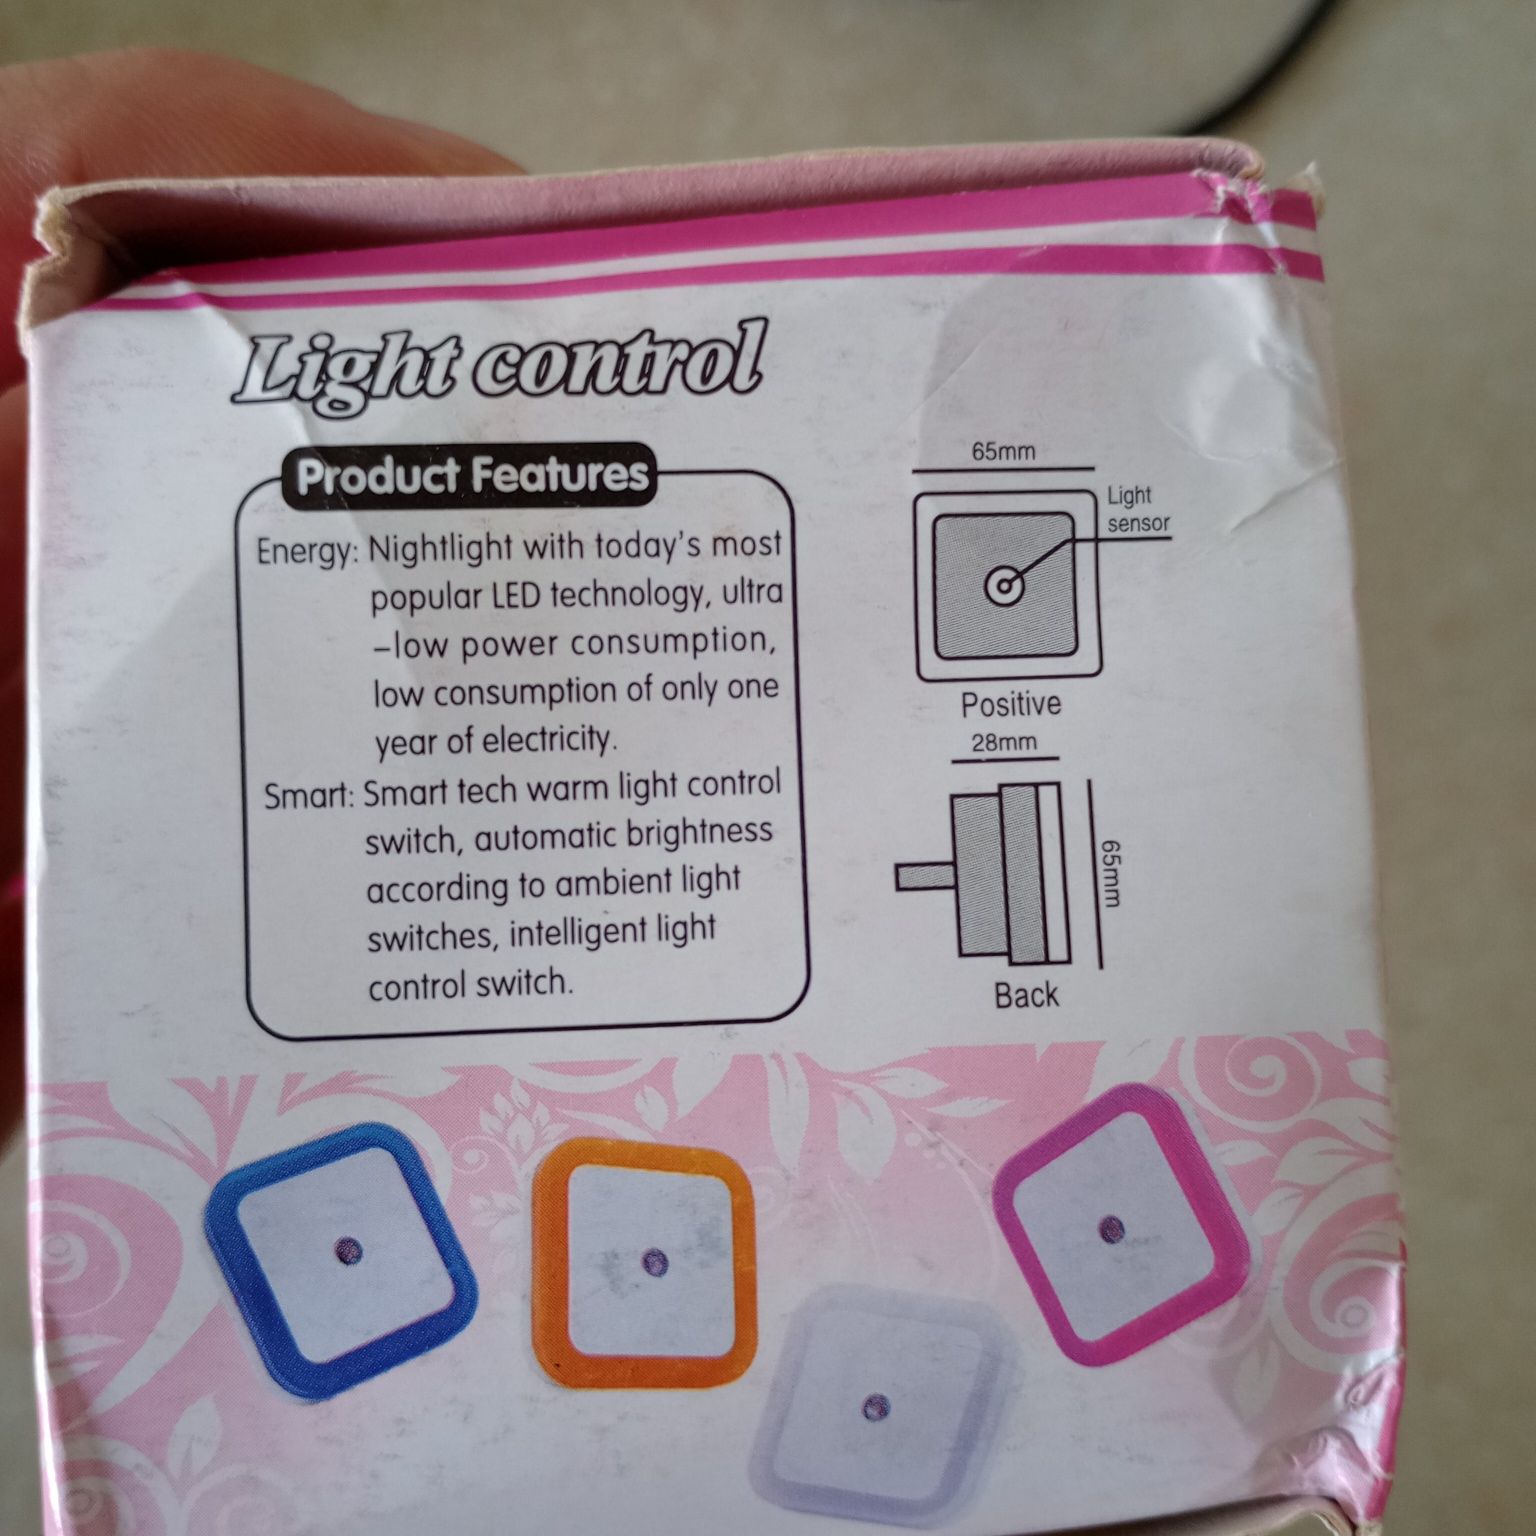 Light control
Product Features
Energy: Nightlight with today's most
popular LED technology, ultra
–low power consumption,
low consumption of only one
year of electricity.
Smart: Smart tech warm light control
switch, automatic brightness
according to ambient light
switches, intelligent light
control switch.
65mm
Light
sensor
Positive
28mm
65mm
Back